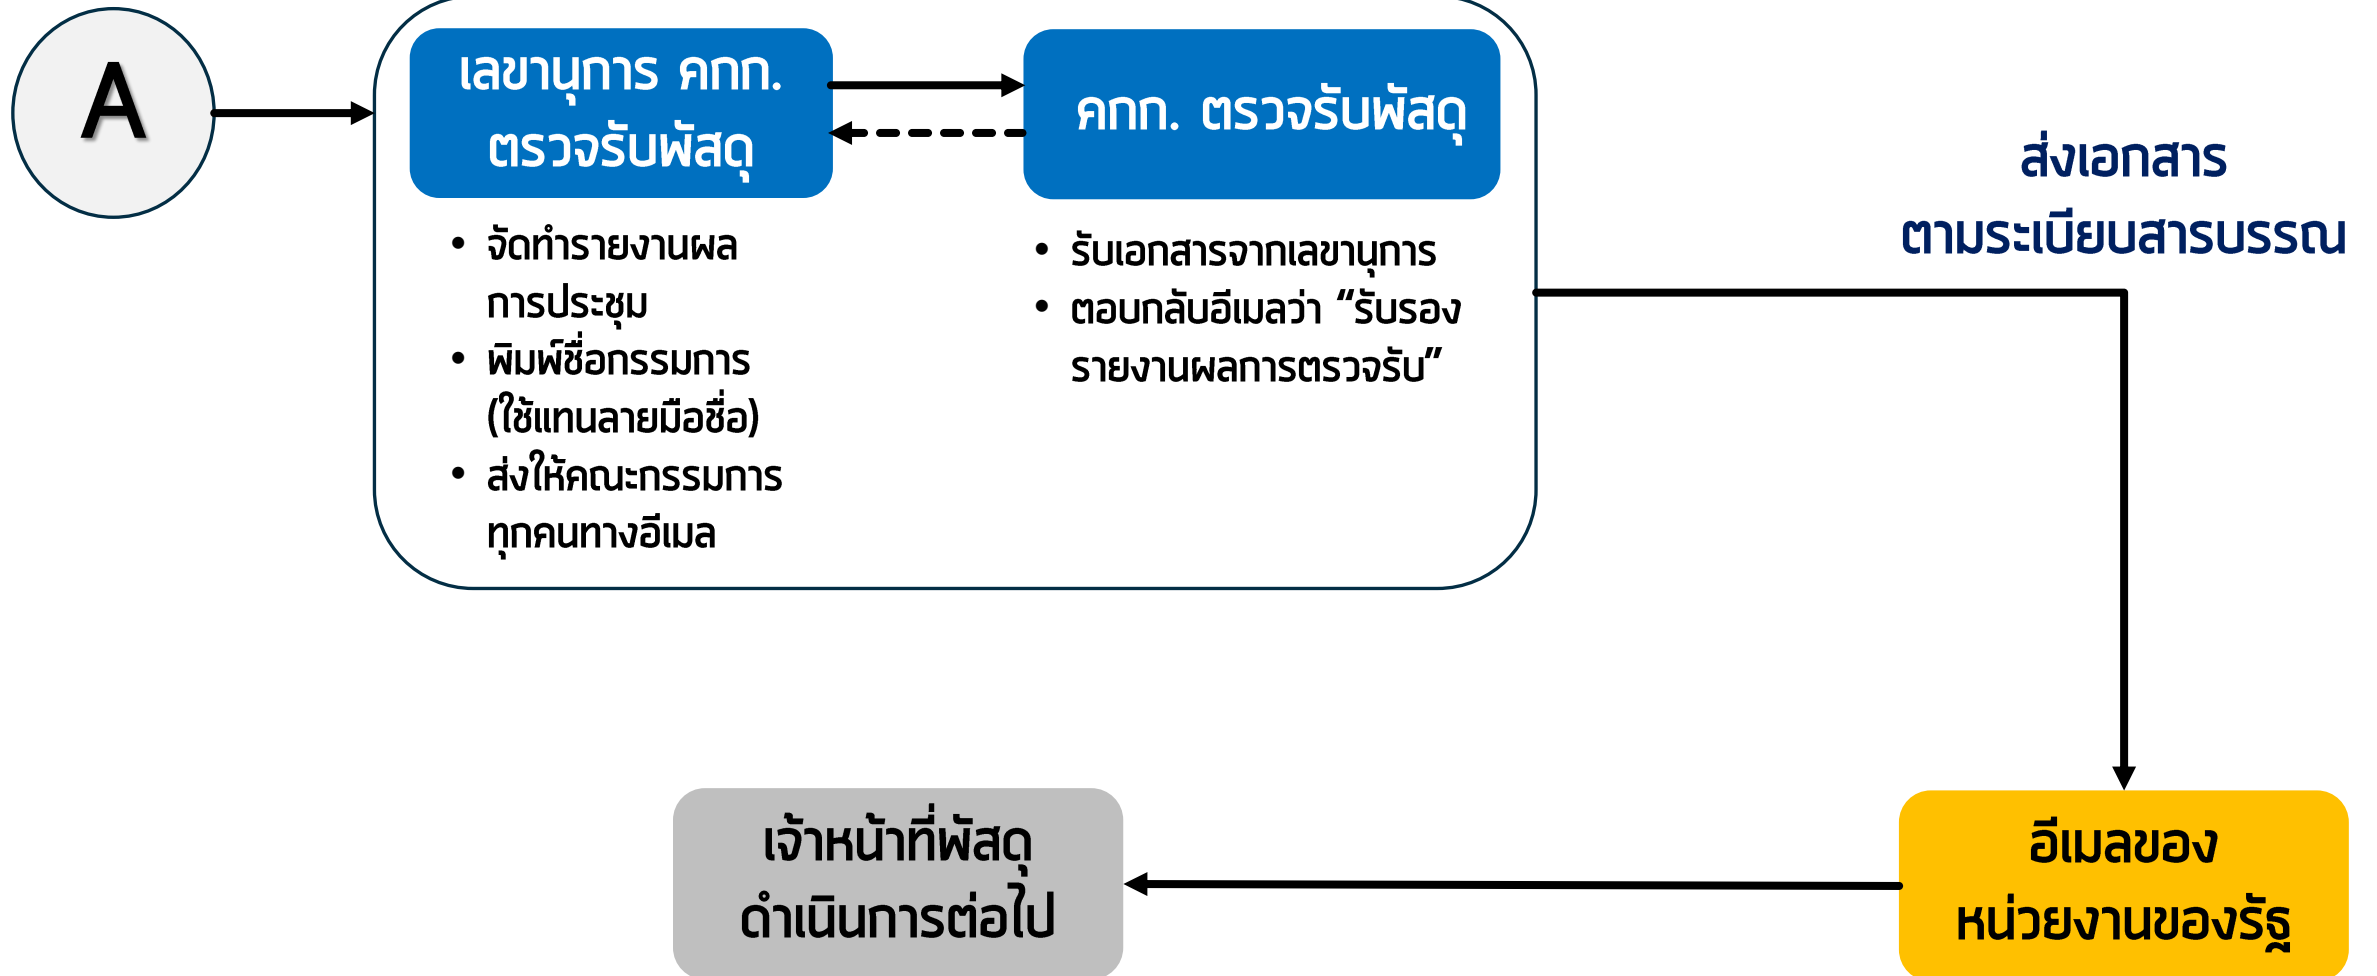 A
เลขานุการ คกก.
ตรวจรับพัสดุ
คกก. ตรวจรับพัสดุ
• จัดทำรายงานผล
การประชุม
• พิมพ์ชื่อกรรมการ
(ใช้แทนลายมือชื่อ)
• ส่งให้คณะกรรมการ
ทุกคนทางอีเมล
• รับเอกสารจากเลขานุการ
• ตอบกลับอีเมลว่า “รับรอง
รายงานผลการตรวจรับ”
ส่งเอกสาร
ตามระเบียบสารบรรณ
เจ้าหน้าที่พัสดุ
ดำเนินการต่อไป
อีเมลของ
หน่วยงานของรัฐ